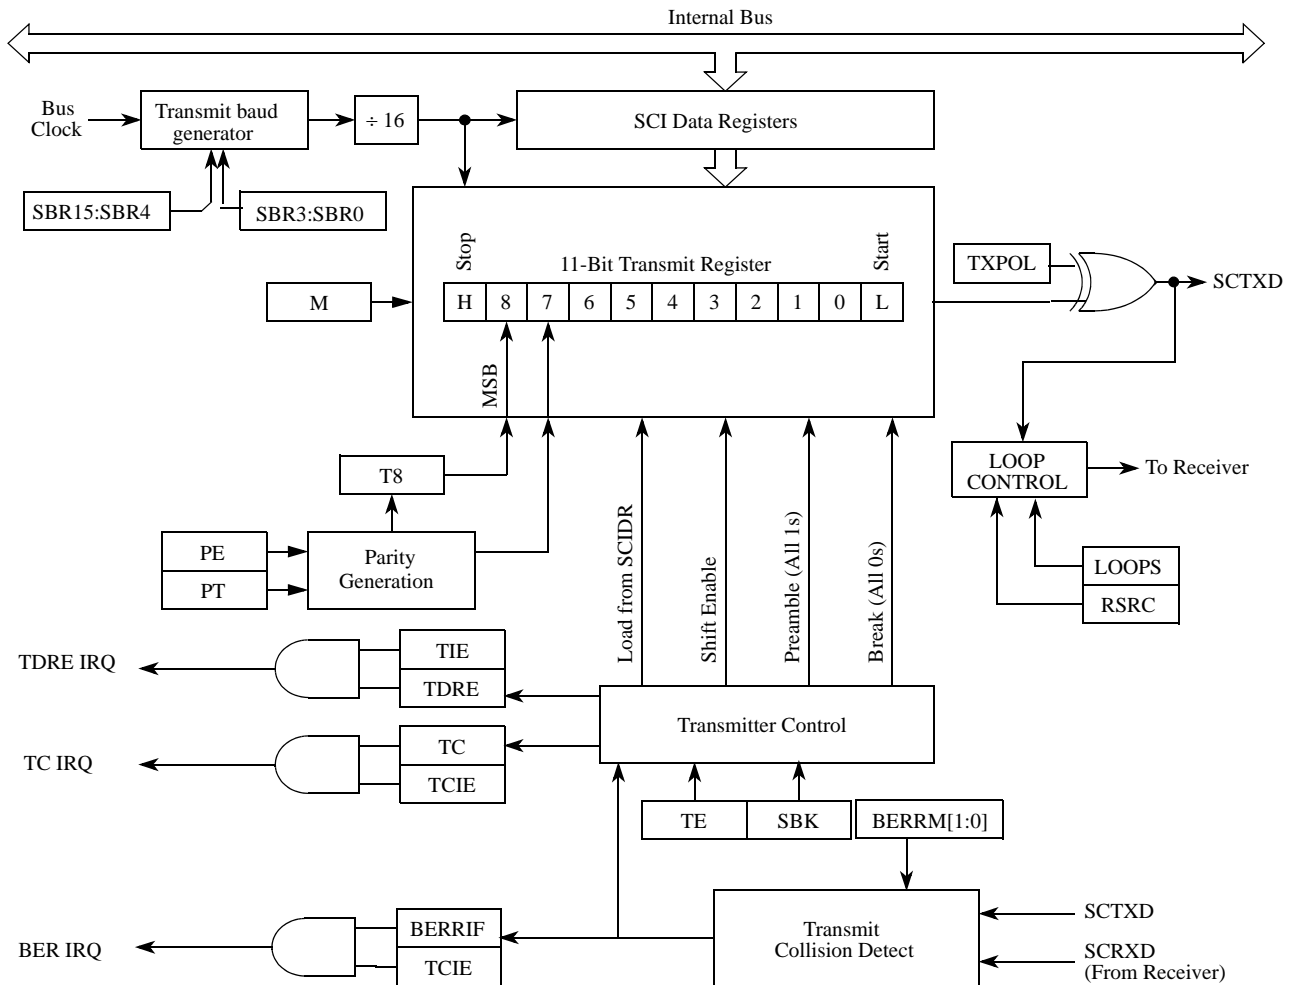 Internal Bus
Bus
Clock
Transmit baud
generator
÷ 16
SCI Data Registers
SBR15:SBR4
SBR3:SBR0
Stop
11-Bit Transmit Register
Start
M
H 8 7 6 5 4 3 2 1 0 L
MSB
TXPOL
SCTXD
T8
LOOP
CONTROL
To Receiver
PE
PT
Parity
Generation
Load from SCIDR
Shift Enable
Preamble (All 1s)
Break (All 0s)
LOOPS
RSRC
TDRE IRQ
TIE
TDRE
TC IRQ
TC
TCIE
Transmitter Control
TE
SBK
BERRM[1:0]
BER IRQ
BERRIF
TCIE
Transmit
Collision Detect
SCTXD
SCRXD
(From Receiver)